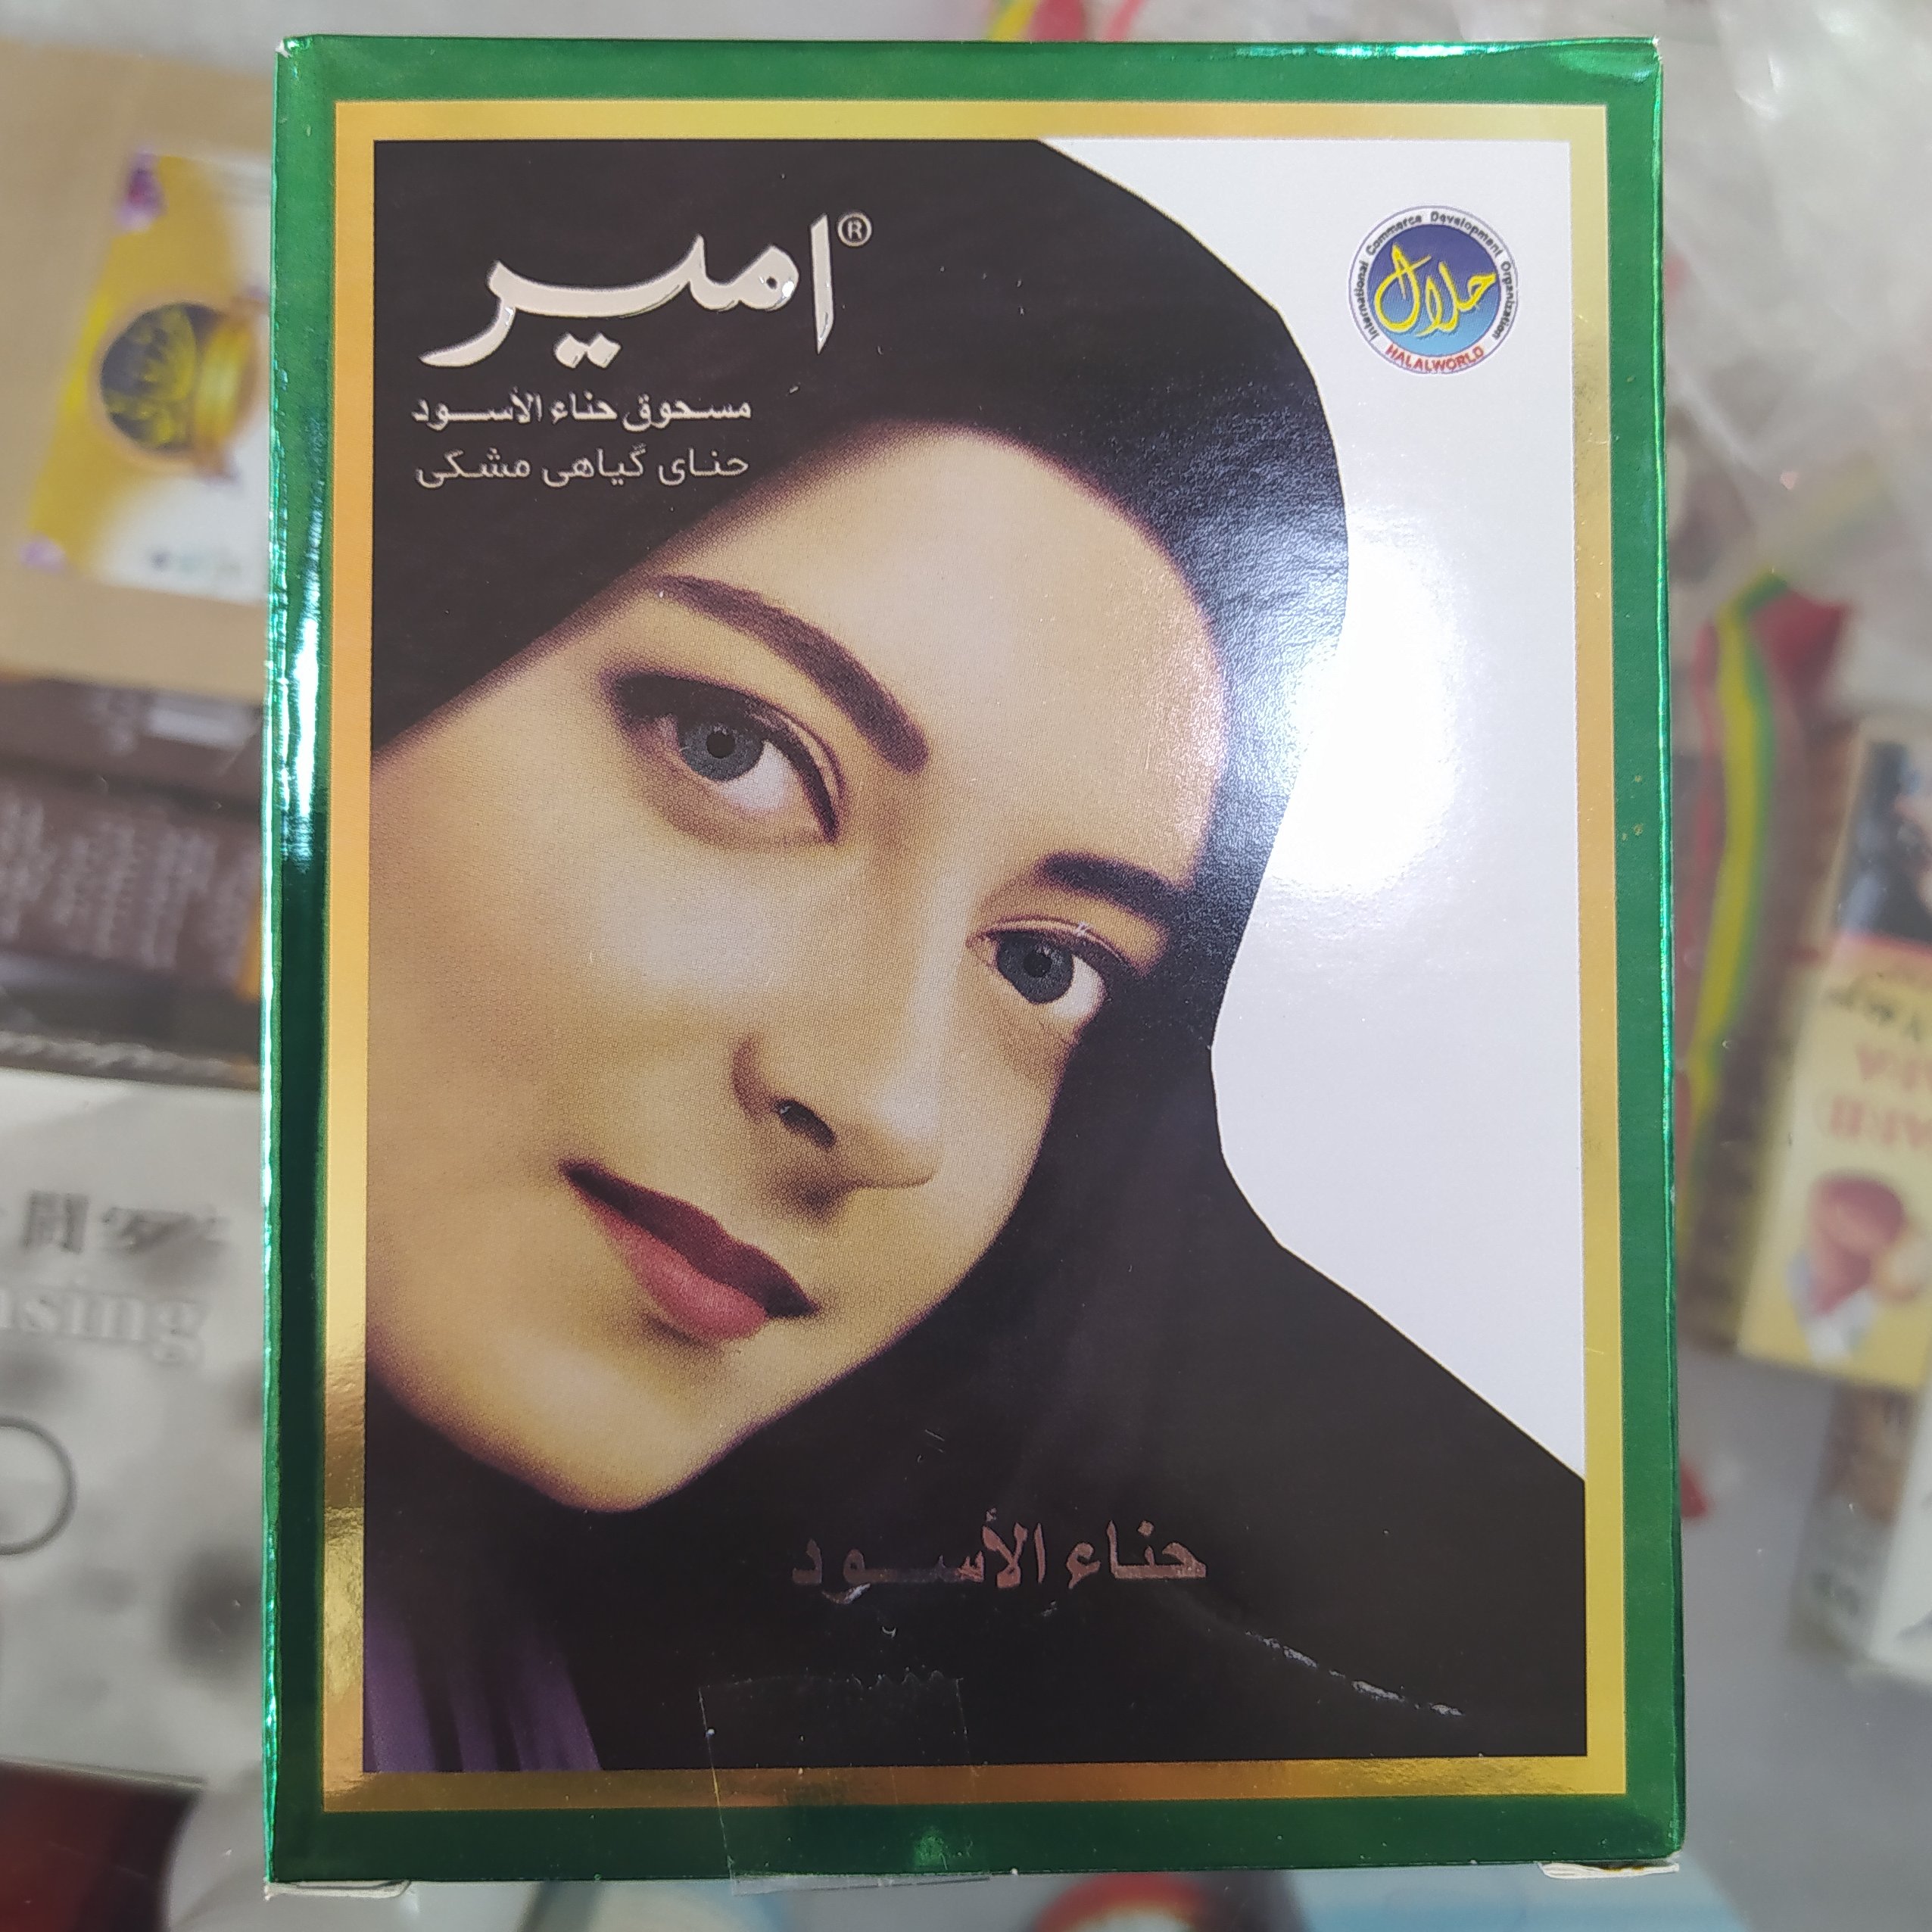 امیر®
مسحوق حناء الأسود
حنای گیاهی مشکی
International Commerce Development Organization
حلال
HALALWORLD
حناء الأسود